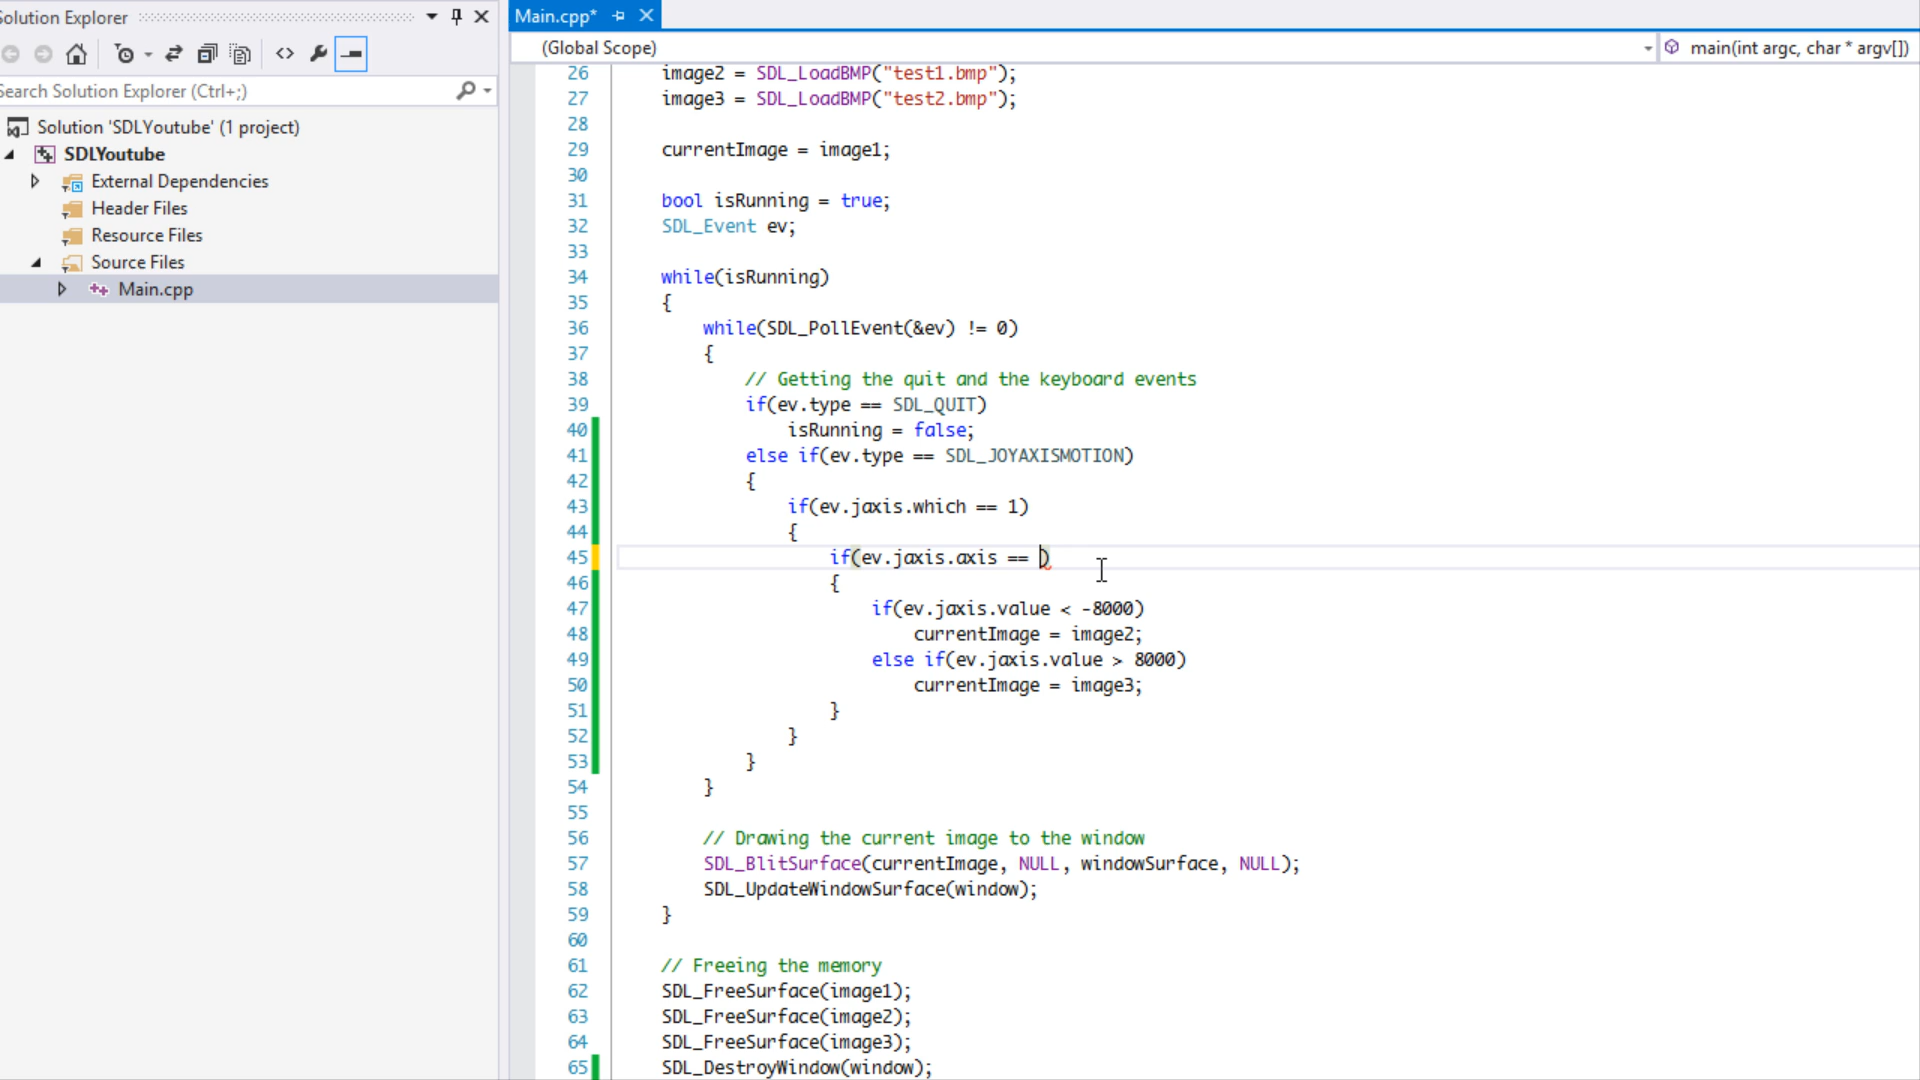 Solution Explorer
Search Solution Explorer (Ctrl+;)
Solution 'SDLYoutube' (1 project)
SDLYoutube
External Dependencies
Header Files
Resource Files
Source Files
Main.cpp
Main.cpp*
(Global Scope)
main(int argc, char * argv[])
26 image2 = SDL_LoadBMP("test1.bmp");
27 image3 = SDL_LoadBMP("test2.bmp");
28
29 currentImage = image1;
30
31 bool isRunning = true;
32 SDL_Event ev;
33
34 while(isRunning)
35 {
36 while(SDL_PollEvent(&ev) != 0)
37 {
38 // Getting the quit and the keyboard events
39 if(ev.type == SDL_QUIT)
40 isRunning = false;
41 else if(ev.type == SDL_JOYAXISMOTION)
42 {
43 if(ev.jaxis.which == 1)
44 {
45 if(ev.jaxis.axis == )
46 {
47 if(ev.jaxis.value < -8000)
48 currentImage = image2;
49 else if(ev.jaxis.value > 8000)
50 currentImage = image3;
51 }
52 }
53 }
54 }
55
56 // Drawing the current image to the window
57 SDL_BlitSurface(currentImage, NULL, windowSurface, NULL);
58 SDL_UpdateWindowSurface(window);
59 }
60
61 // Freeing the memory
62 SDL_FreeSurface(image1);
63 SDL_FreeSurface(image2);
64 SDL_FreeSurface(image3);
65 SDL_DestroyWindow(window);